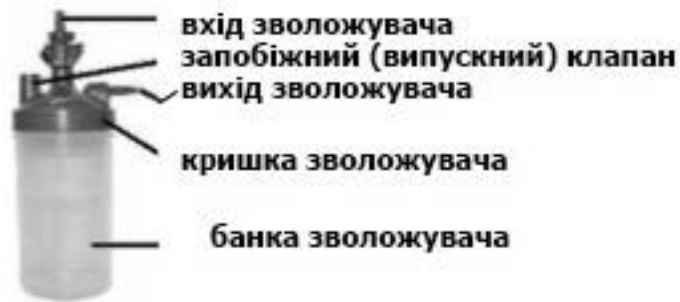 вхід зволожувача
запобіжний (випускний) клапан
вихід зволожувача
кришка зволожувача
банка зволожувача